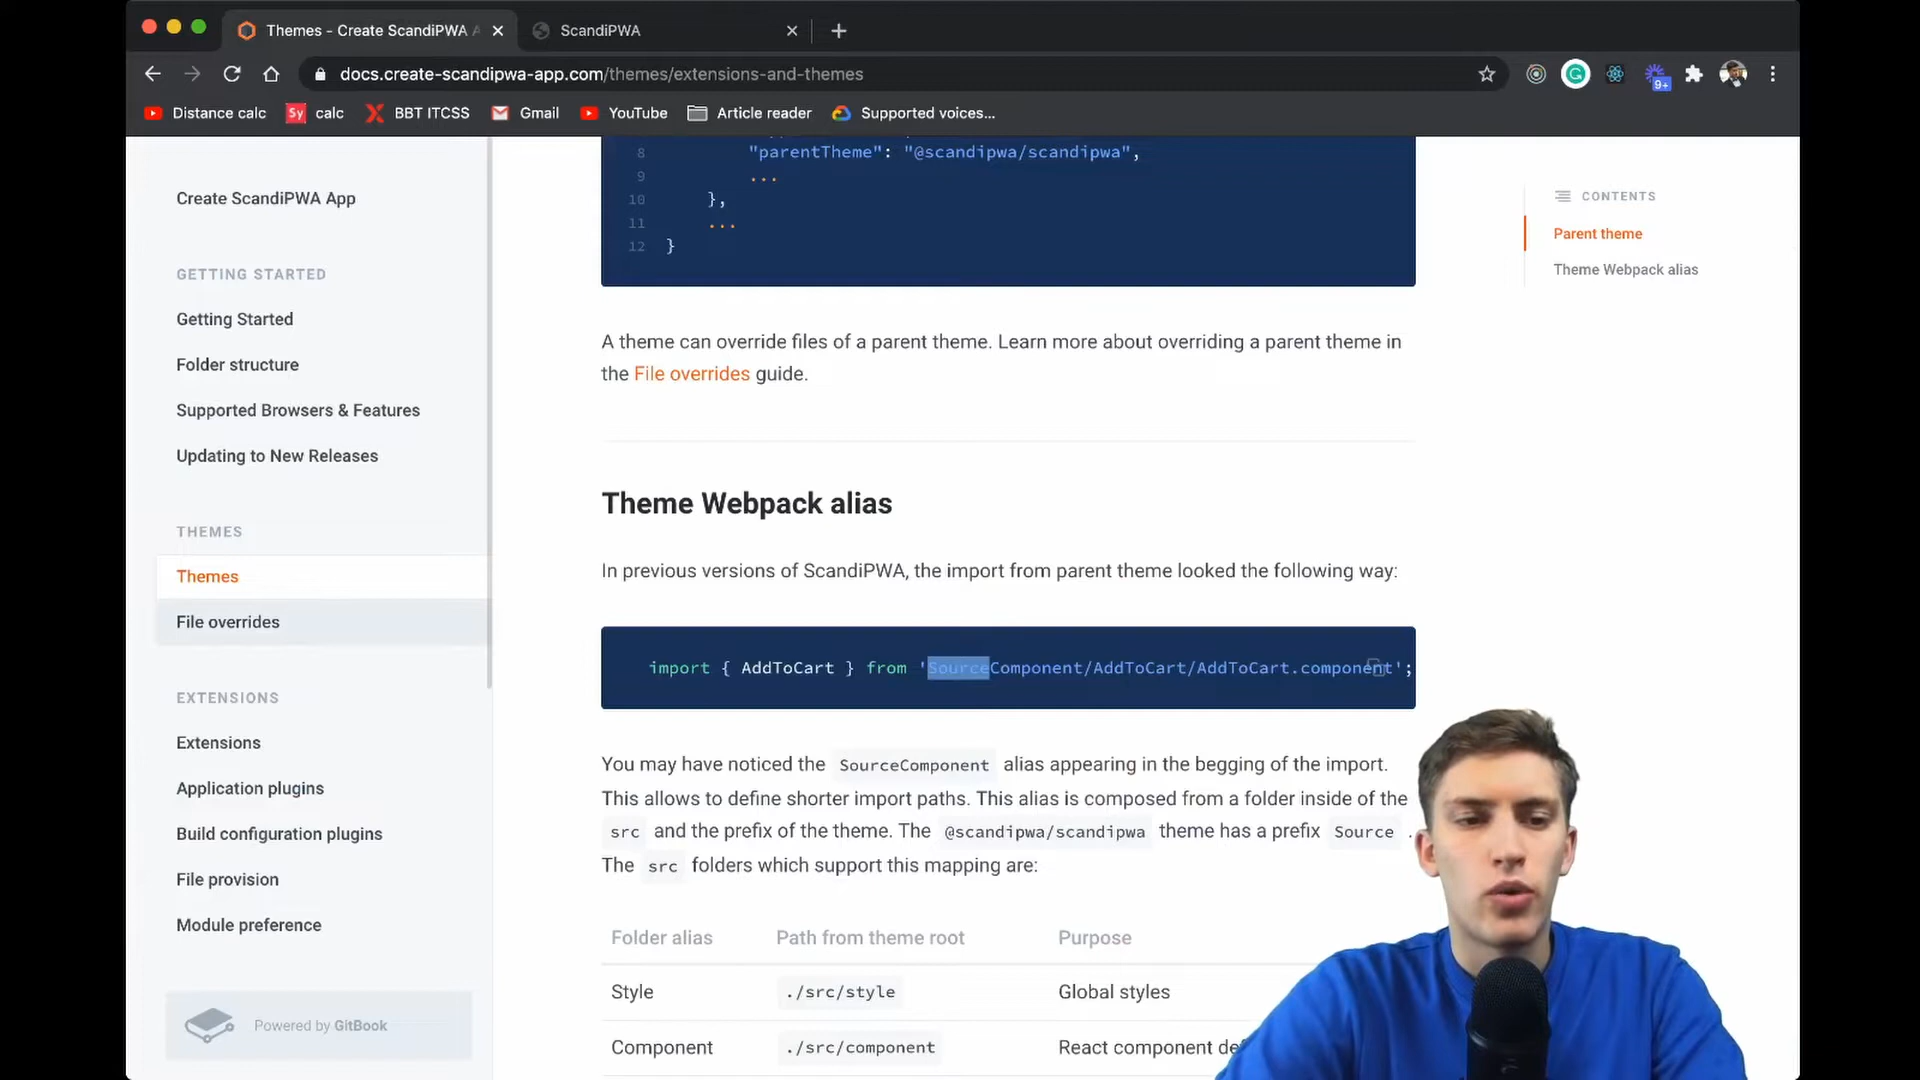 Themes - Create ScandiPWA A
ScandiPWA
docs.create-scandipwa-app.com/themes/extensions-and-themes
9+
Distance calc
Sy calc
BBT ITCSS
Gmail
YouTube
Article reader
Supported voices...
Create ScandiPWA App
GETTING STARTED
Getting Started
Folder structure
Supported Browsers & Features
Updating to New Releases
THEMES
Themes
File overrides
EXTENSIONS
Extensions
Application plugins
Build configuration plugins
File provision
Module preference
Powered by GitBook
8 "parentTheme": "@scandipwa/scandipwa",
9 ...
10 },
11 ...
12 }
A theme can override files of a parent theme. Learn more about overriding a parent theme in
the File overrides guide.
Theme Webpack alias
In previous versions of ScandiPWA, the import from parent theme looked the following way:
import { AddToCart } from 'SourceComponent/AddToCart/AddToCart.component';
You may have noticed the SourceComponent alias appearing in the begging of the import.
This allows to define shorter import paths. This alias is composed from a folder inside of the
src and the prefix of the theme. The @scandipwa/scandipwa theme has a prefix Source .
The src folders which support this mapping are:
Folder alias Path from theme root Purpose
Style ./src/style Global styles
Component ./src/component React component
CONTENTS
Parent theme
Theme Webpack alias